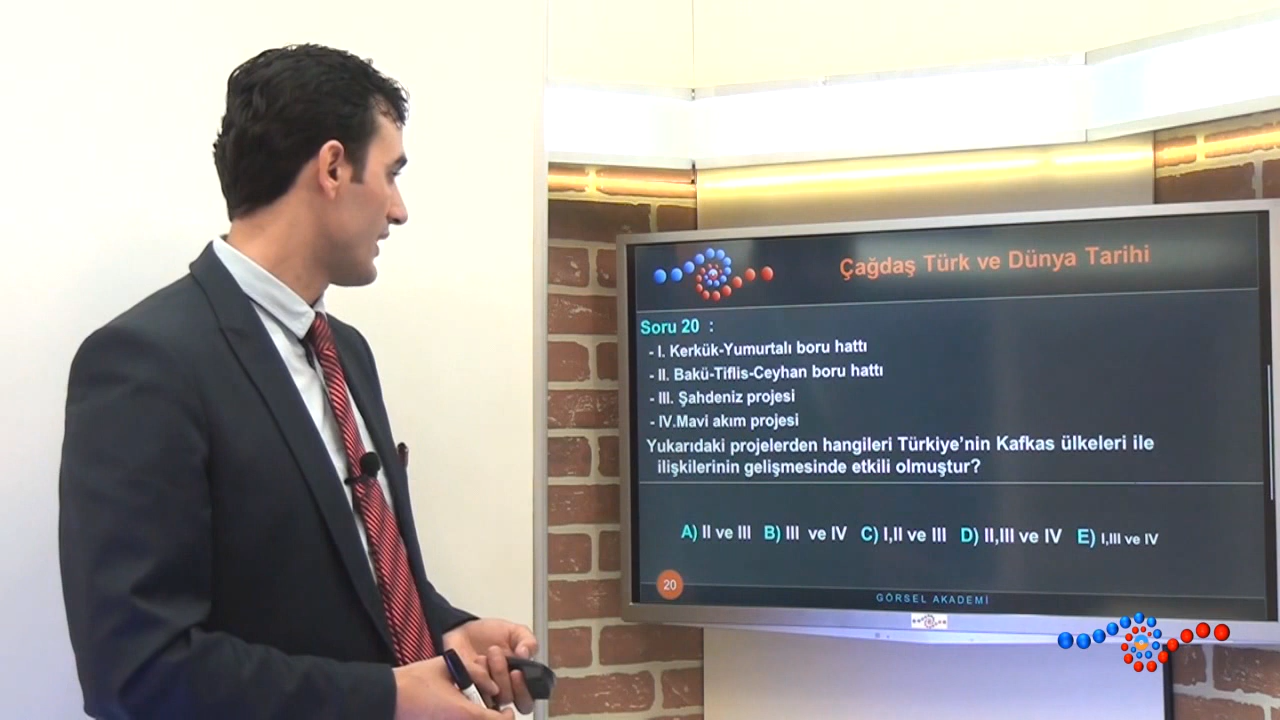 Çağdaş Türk ve Dünya Tarihi
Soru 20 :
- I. Kerkük-Yumurtalı boru hattı
- II. Bakü-Tiflis-Ceyhan boru hattı
- III. Şahdeniz projesi
- IV.Mavi akım projesi
Yukarıdaki projelerden hangileri Türkiye'nin Kafkas ülkeleri ile
ilişkilerinin gelişmesinde etkili olmuştur?
A) II ve III B) III ve IV C) I,II ve III D) II,III ve IV E) I,III ve IV
20
GÖRSEL AKADEMİ